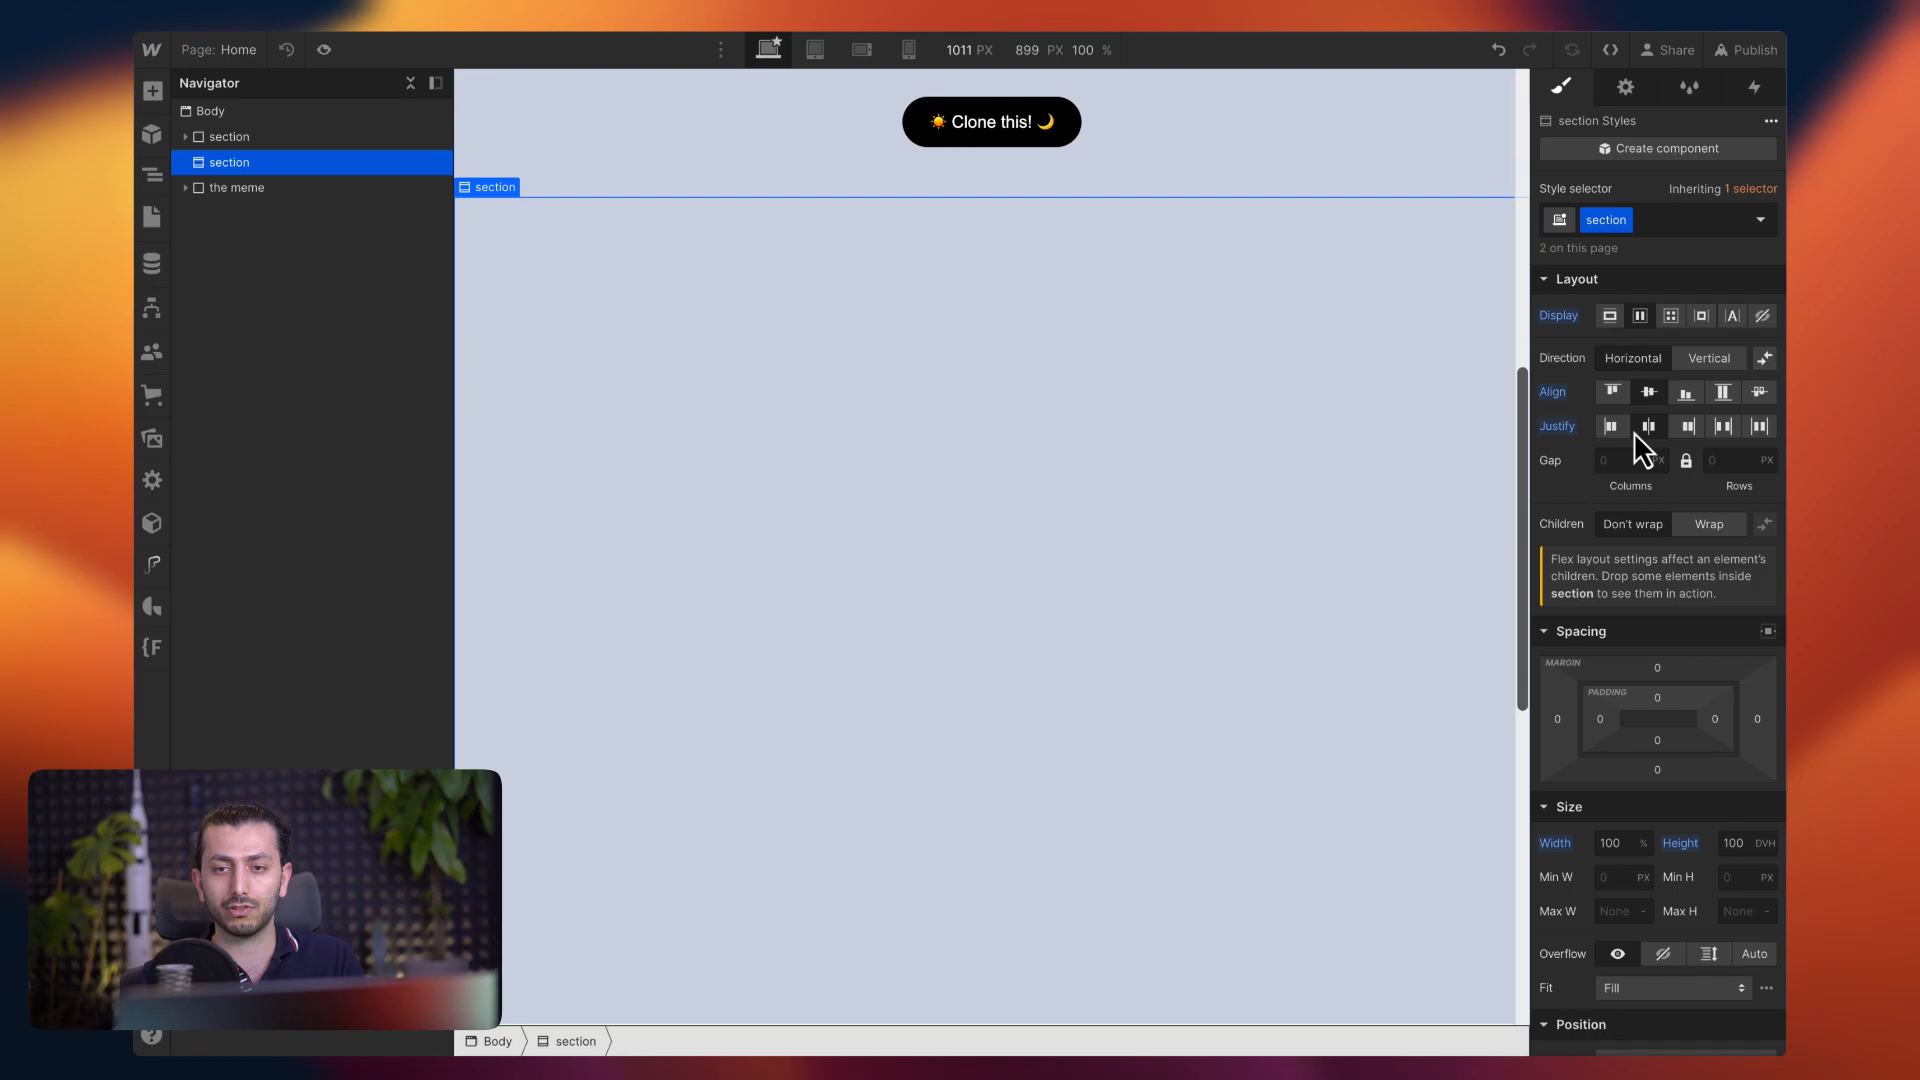 Page: Home
1011 PX 899 PX 100 %
Share
Publish
Navigator
Body
section
section
the meme
☀️ Clone this! 🌙
section
section Styles
Create component
Style selector
Inheriting 1 selector
section
2 on this page
Layout
Display
Direction
Horizontal
Vertical
Align
Justify
Gap
0
PX
0
PX
Columns
Rows
Children
Don't wrap
Wrap
Flex layout settings affect an element's
children. Drop some elements inside
section to see them in action.
Spacing
MARGIN
0
PADDING
0
0
0
0
0
0
0
Size
Width
100 %
Height
100 DVH
Min W
0 PX
Min H
0 PX
Max W
None -
Max H
None -
Overflow
Auto
Fit
Fill
Position
Body
section